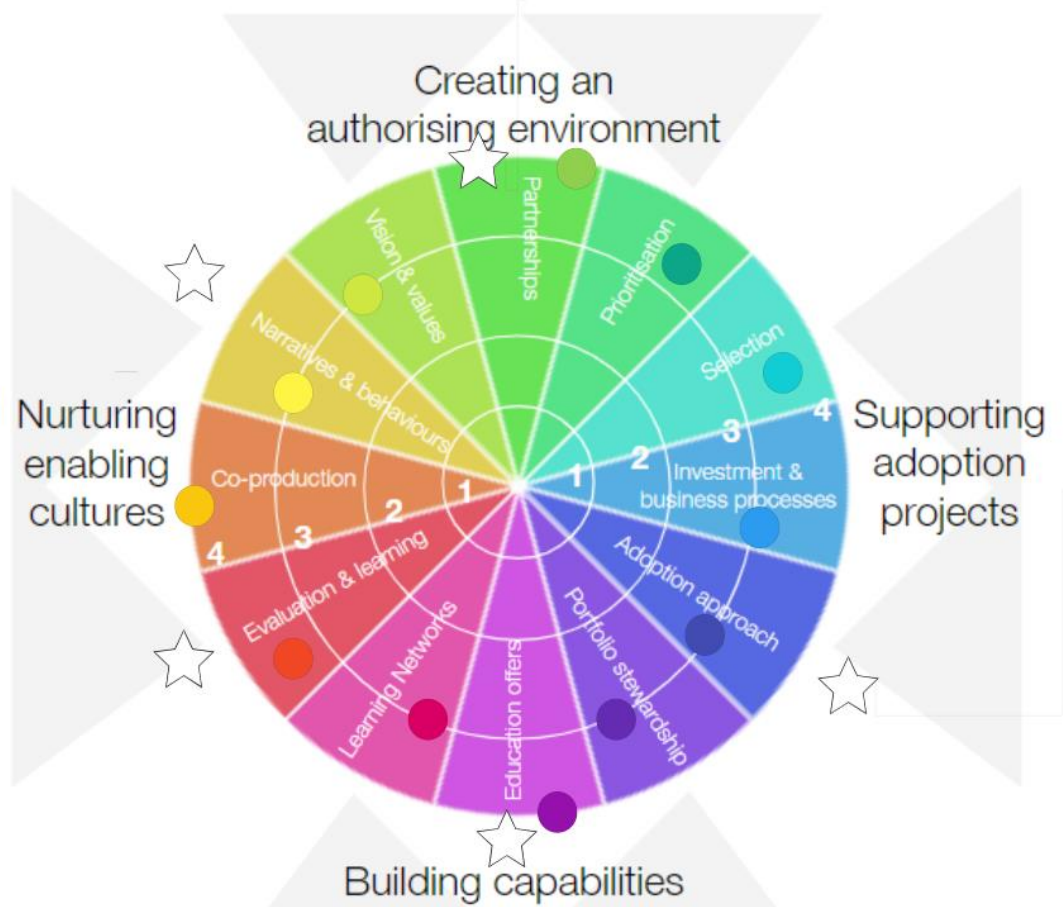 Creating an
authorising environment
Partnerships
Vision & values
Prioritisation
Narratives & behaviours
Selection
Nurturing
enabling
cultures
Supporting
adoption
projects
Co-production
Investment &
business processes
1
2
3
4
1
2
3
4
Evaluation & learning
Adoption approach
Learning Networks
Portfolio stewardship
Education offers
Building capabilities